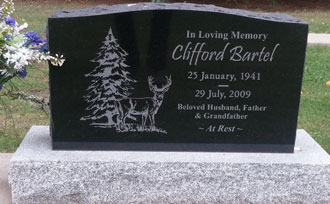 In Loving Memory
Clifford Bartel
25 January, 1941
—
29 July, 2009
Beloved Husband, Father
& Grandfather
~ At Rest ~